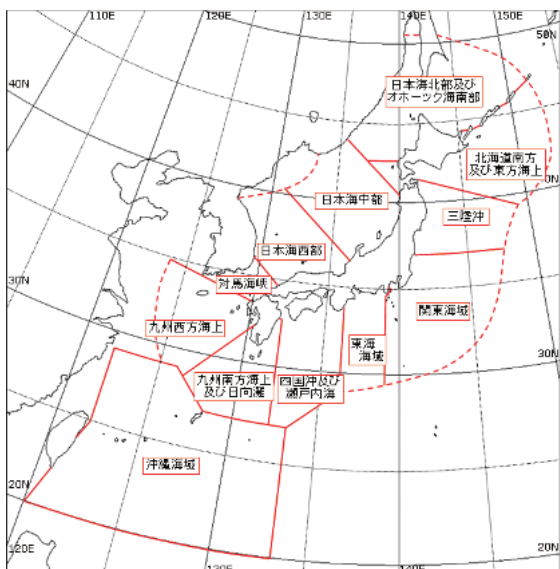 110E
120E
130E
140E
150E
50N
40N
日本海北部及び
オホーツク海南部
北海道南方
及び東方海上
0N
日本海中部
三陸沖
日本海西部
30N
対馬海峡
関東海域
九州西方海上
東海
海域
30N
九州南方海上
及び日向灘
四国沖及び
瀬戸内海
沖縄海域
20N
20N
120E
130E
140E